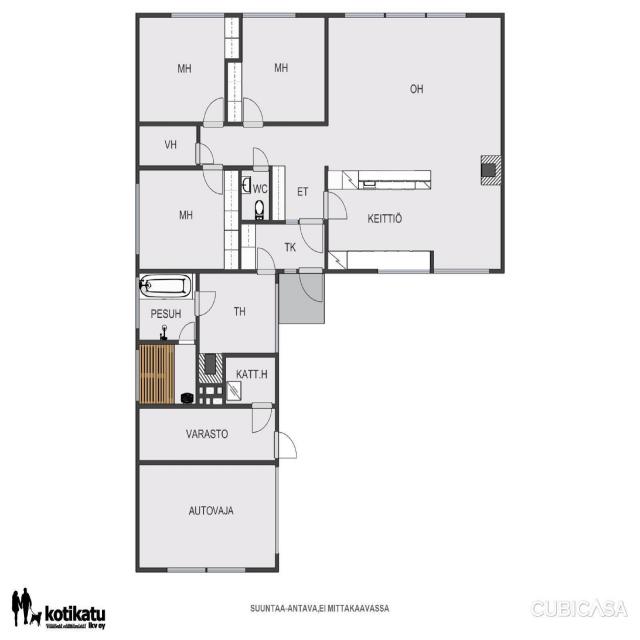 MH
MH
OH
VH
WC
ET
MH
KEITTIÖ
TK
PESUH
TH
KATT.H
VARASTO
AUTOVAJA
kotikatu
lkv oy
SUUNTAA-ANTAVA,EI MITTAKAAVASSA
CUBICASA